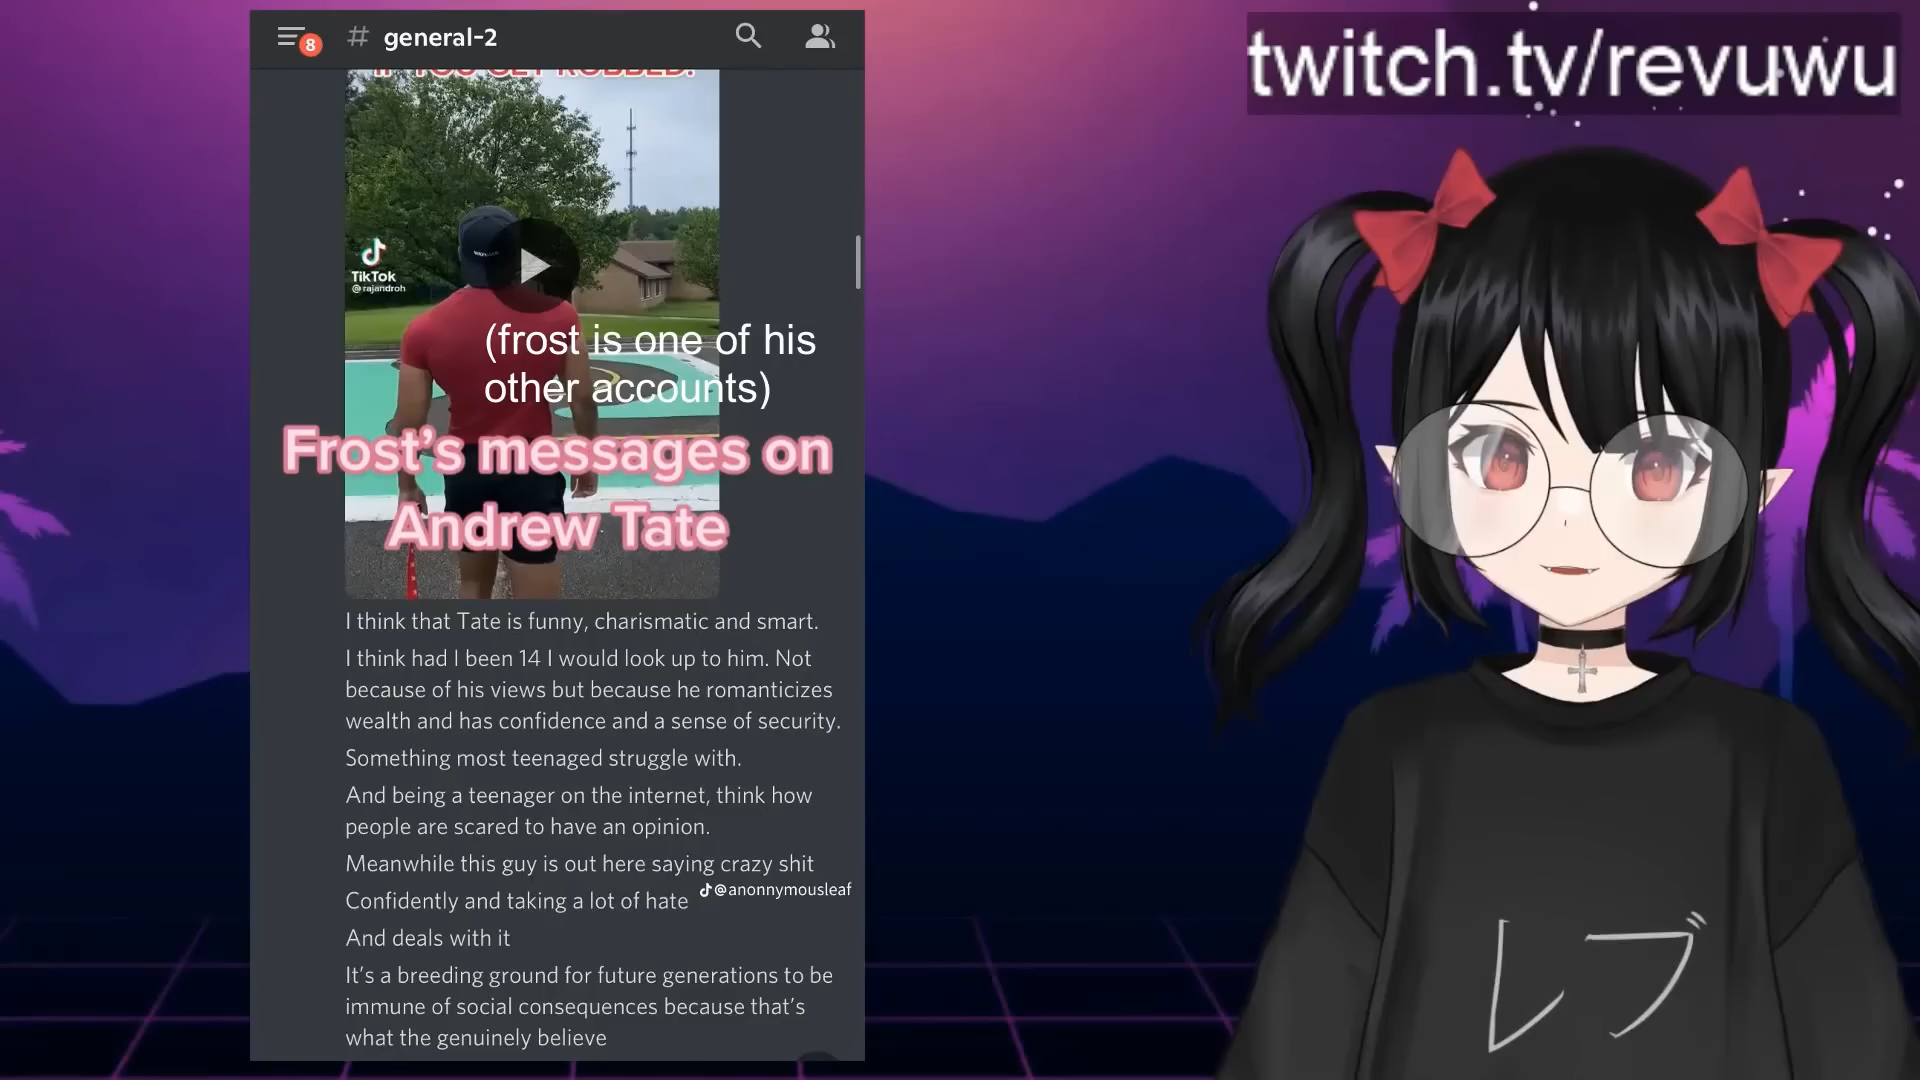 8
# general-2
twitch.tv/revuwu
IF YOU GET ROBBED.
TikTok
@rajandroh
(frost is one of his
other accounts)
Frost's messages on
Andrew Tate
I think that Tate is funny, charismatic and smart.
I think had I been 14 I would look up to him. Not
because of his views but because he romanticizes
wealth and has confidence and a sense of security.
Something most teenaged struggle with.
And being a teenager on the internet, think how
people are scared to have an opinion.
Meanwhile this guy is out here saying crazy shit
@anonnymousleaf
Confidently and taking a lot of hate
And deals with it
It's a breeding ground for future generations to be
immune of social consequences because that's
what the genuinely believe
レブ